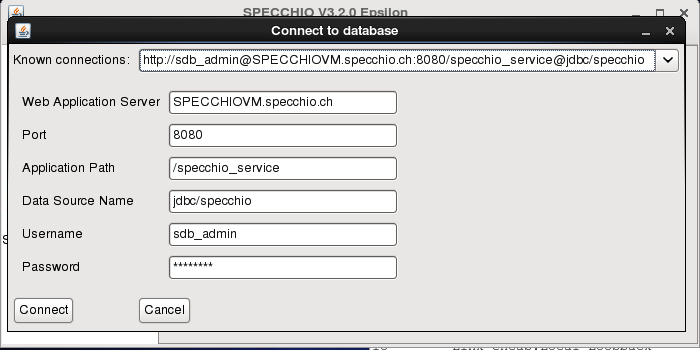 SPECCHIO V3.2.0 Epsilon
Connect to database
Known connections: http://sdb_admin@SPECCHIOVM.specchio.ch:8080/specchio_service@jdbc/specchio
Web Application Server SPECCHIOVM.specchio.ch
Port 8080
Application Path /specchio_service
Data Source Name jdbc/specchio
Username sdb_admin
Password ********
Connect Cancel